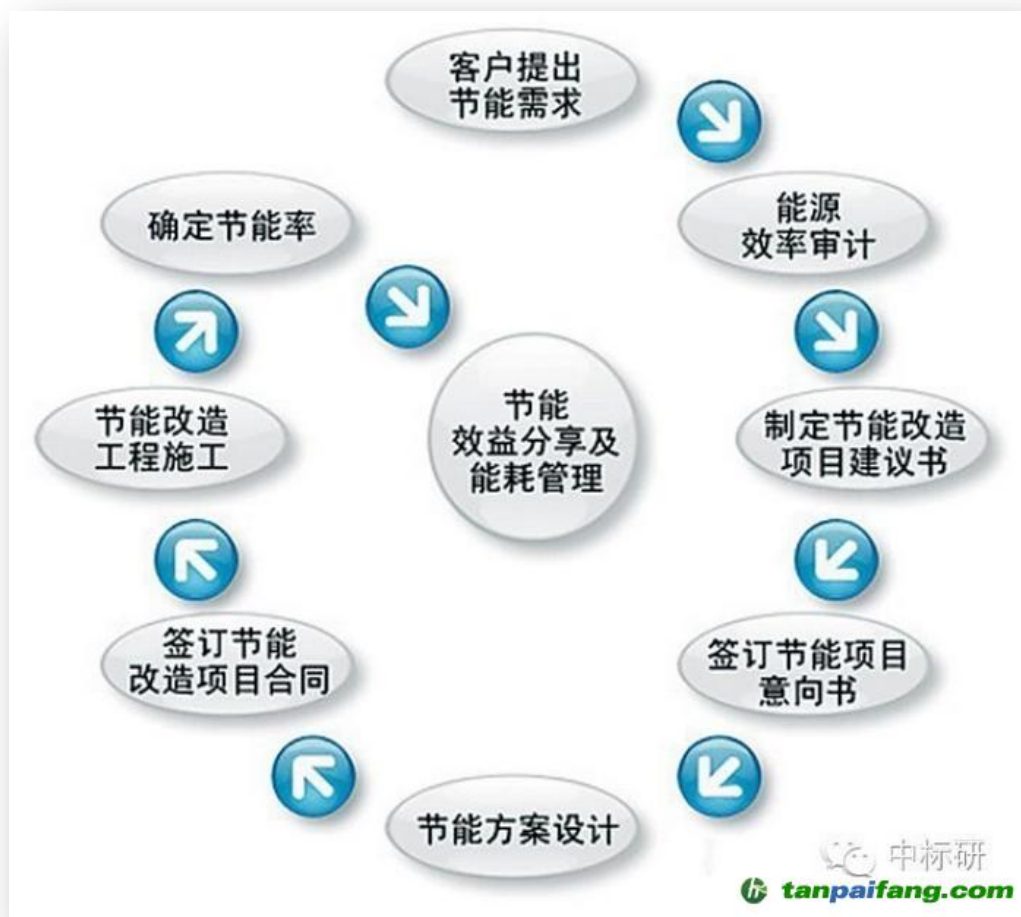 客户提出
节能需求
能源
效率审计
制定节能改造
项目建议书
签订节能项目
意向书
节能方案设计
签订节能
改造项目合同
节能改造
工程施工
确定节能率
节能
效益分享及
能耗管理
中标研
tanpaifang.com